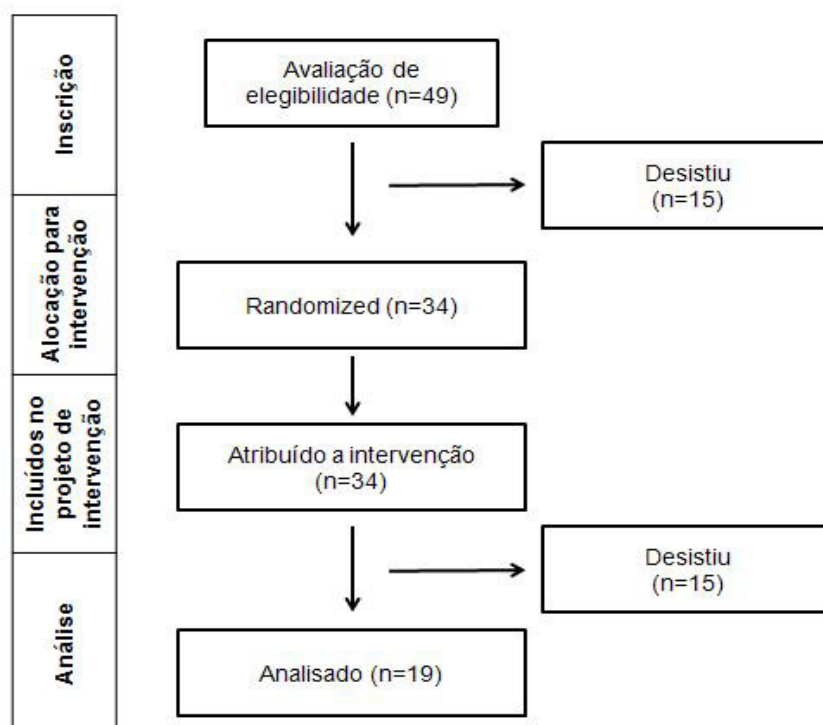 Inscrição
Avaliação de
elegibilidade (n=49)
Desistiu
(n=15)
Alocação para
intervenção
Randomized (n=34)
Incluídos no
projeto de
intervenção
Atribuído a intervenção
(n=34)
Desistiu
(n=15)
Análise
Analisado (n=19)